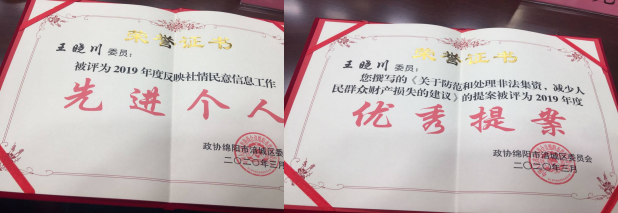 荣誉证书
王晓川 委员：
被评为2019年度反映社情民意信息工作
先进个人
政协绵阳市涪城区委
二〇二〇年三月
荣誉证书
王晓川 委员：
您撰写的《关于防范和处理非法集资，减少人
民群众财产损失的建议》的提案被评为2019年度
优秀提案
政协绵阳市涪城区委员会
二〇二〇年三月